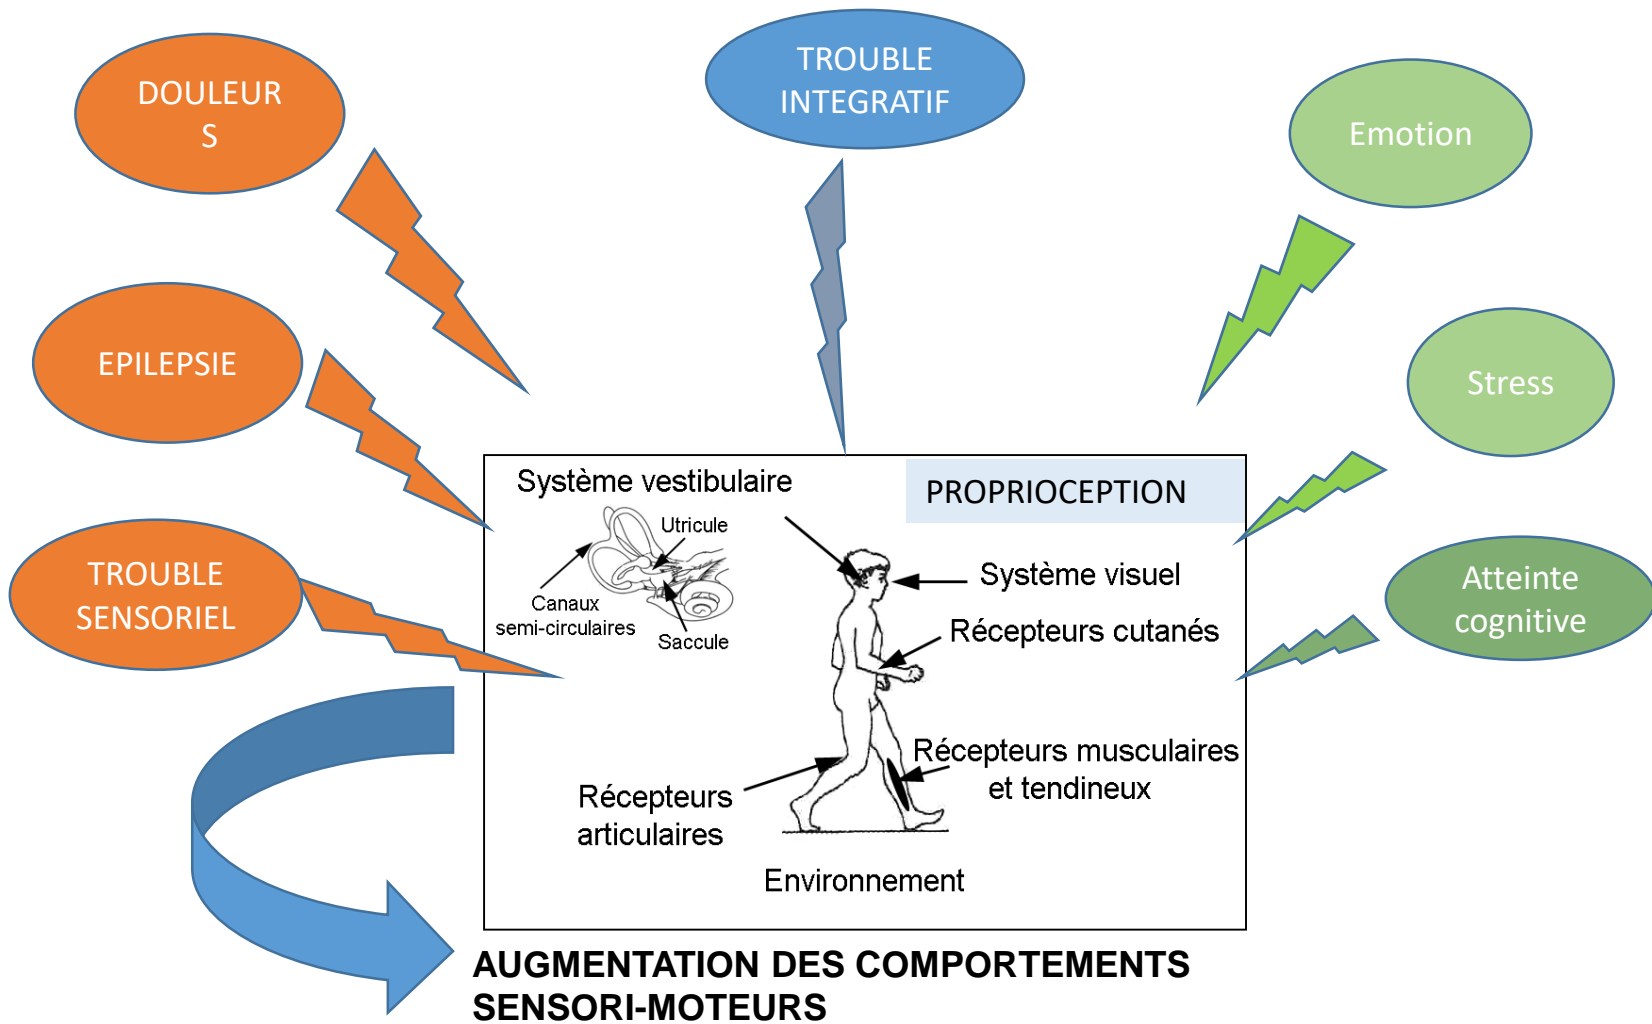 DOULEUR
S
TROUBLE
INTEGRATIF
Emotion
EPILEPSIE
Stress
TROUBLE
SENSORIEL
Atteinte
cognitive
Système vestibulaire
PROPRIOCEPTION
Utricule
Canaux
semi-circulaires
Saccule
Système visuel
Récepteurs cutanés
Récepteurs musculaires
et tendineux
Récepteurs
articulaires
Environnement
AUGMENTATION DES COMPORTEMENTS
SENSORI-MOTEURS